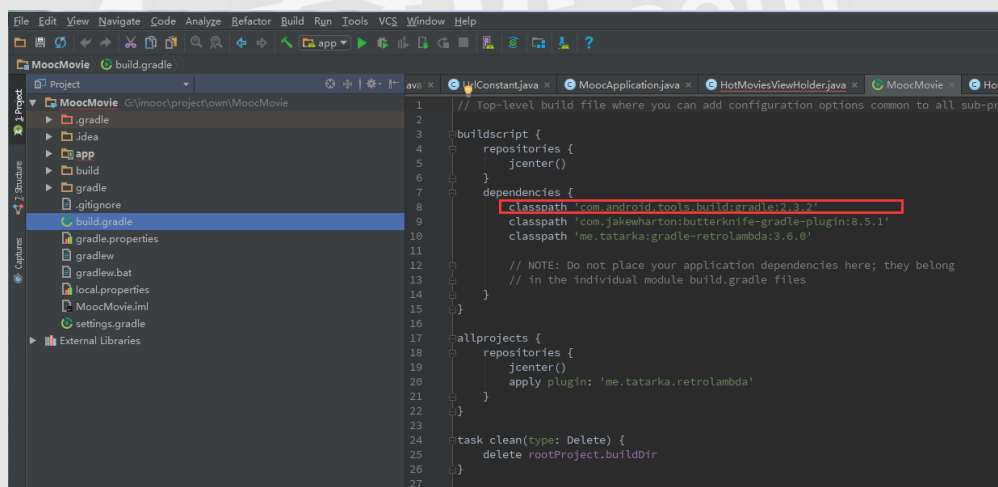 File Edit View Navigate Code Analyze Refactor Build Run Tools VCS Window Help
app
MoocMovie build.gradle
Project
ave UrlConstant.java MoocApplication.java HotMoviesViewHolder.java MoocMovie Ho
1: Project
7: Structure
Captures
MoocMovie G:\imooc\project\own\MoocMovie
.gradle
.idea
app
build
gradle
.gitignore
build.gradle
gradle.properties
gradlew
gradlew.bat
local.properties
MoocMovie.iml
settings.gradle
External Libraries
1 // Top-level build file where you can add configuration options common to all sub-pr
2
3 buildscript {
4 repositories {
5 jcenter()
6 }
7 dependencies {
8 classpath 'com.android.tools.build:gradle:2.3.2'
9 classpath 'com.jakewharton:butterknife-gradle-plugin:8.5.1'
10 classpath 'me.tatarka:gradle-retrolambda:3.6.0'
11
12 // NOTE: Do not place your application dependencies here; they belong
13 // in the individual module build.gradle files
14 }
15 }
16
17 allprojects {
18 repositories {
19 jcenter()
20 apply plugin: 'me.tatarka.retrolambda'
21 }
22 }
23
24 task clean(type: Delete) {
25 delete rootProject.buildDir
26 }
27